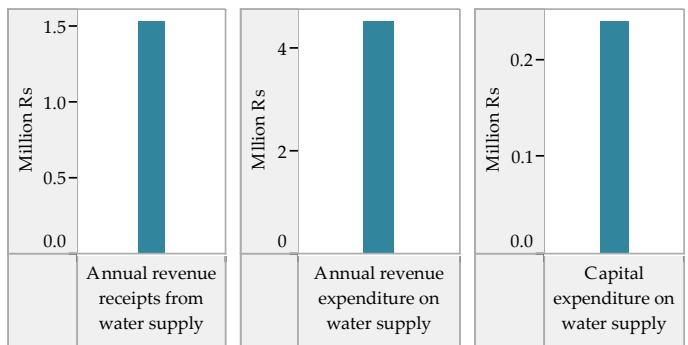 Million Rs
1.5
1.0
0.5
0.0
Annual revenue
receipts from
water supply
Mllion Rs
4
2
0
Annual revenue
expenditure on
water supply
Million Rs
0.2
0.1
0.0
Capital
expenditure on
water supply